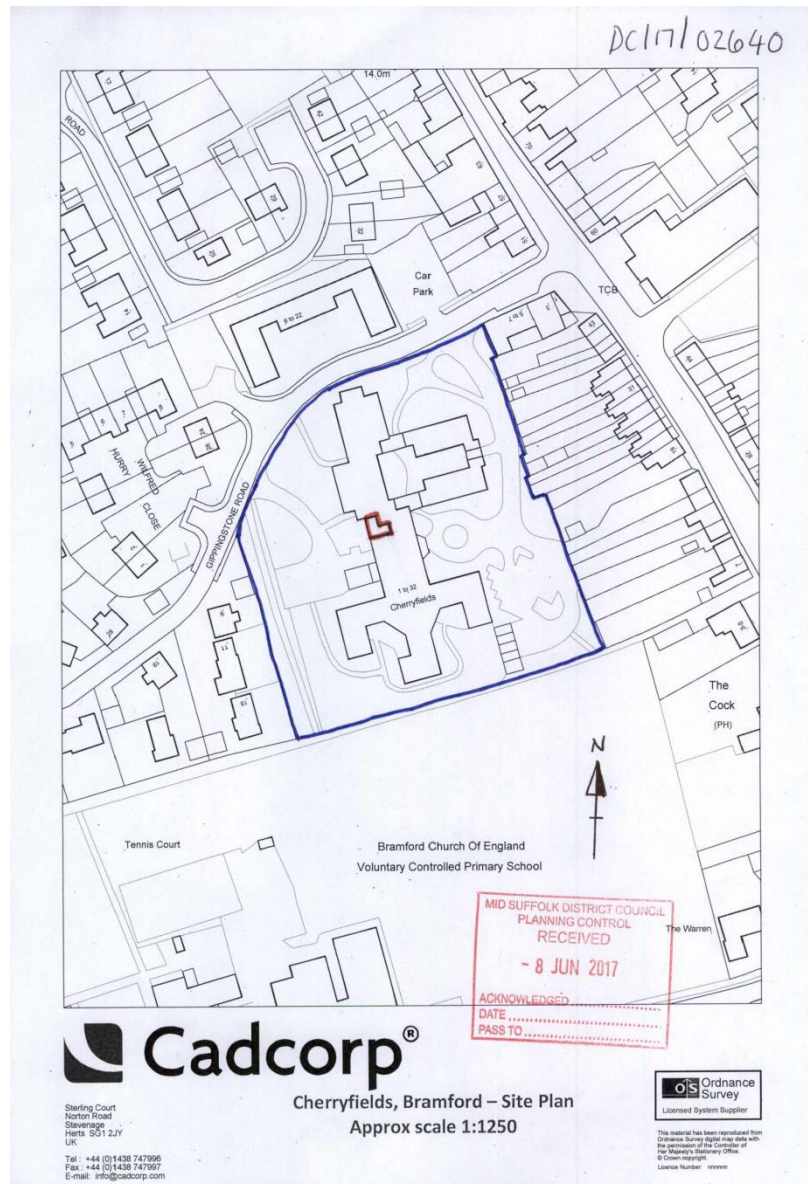 DC/17/02640
14.0m
ROAD
Car
Park
TCB
8 to 22
HURRY
WILFRED
CLOSE
GIPPINGSTONE ROAD
1 to 32
Cherryfields
The
Cock
(PH)
N
Tennis Court
Bramford Church Of England
Voluntary Controlled Primary School
The Warren
MID SUFFOLK DISTRICT COUNCIL
PLANNING CONTROL
RECEIVED
- 8 JUN 2017
ACKNOWLEDGED
DATE
PASS TO
Cadcorp®
Cherryfields, Bramford – Site Plan
Approx scale 1:1250
Sterling Court
Norton Road
Stevenage
Herts SG1 2JY
UK
Tel : +44 (0)1438 747996
Fax : +44 (0)1438 747997
E-mail: info@cadcorp.com
OS Ordnance
Survey
Licensed System Supplier
This material has been reproduced from
Ordnance Survey digital map data with
the permission of the Controller of
Her Majesty's Stationery Office.
© Crown copyright.
Licence Number: nnnnnn